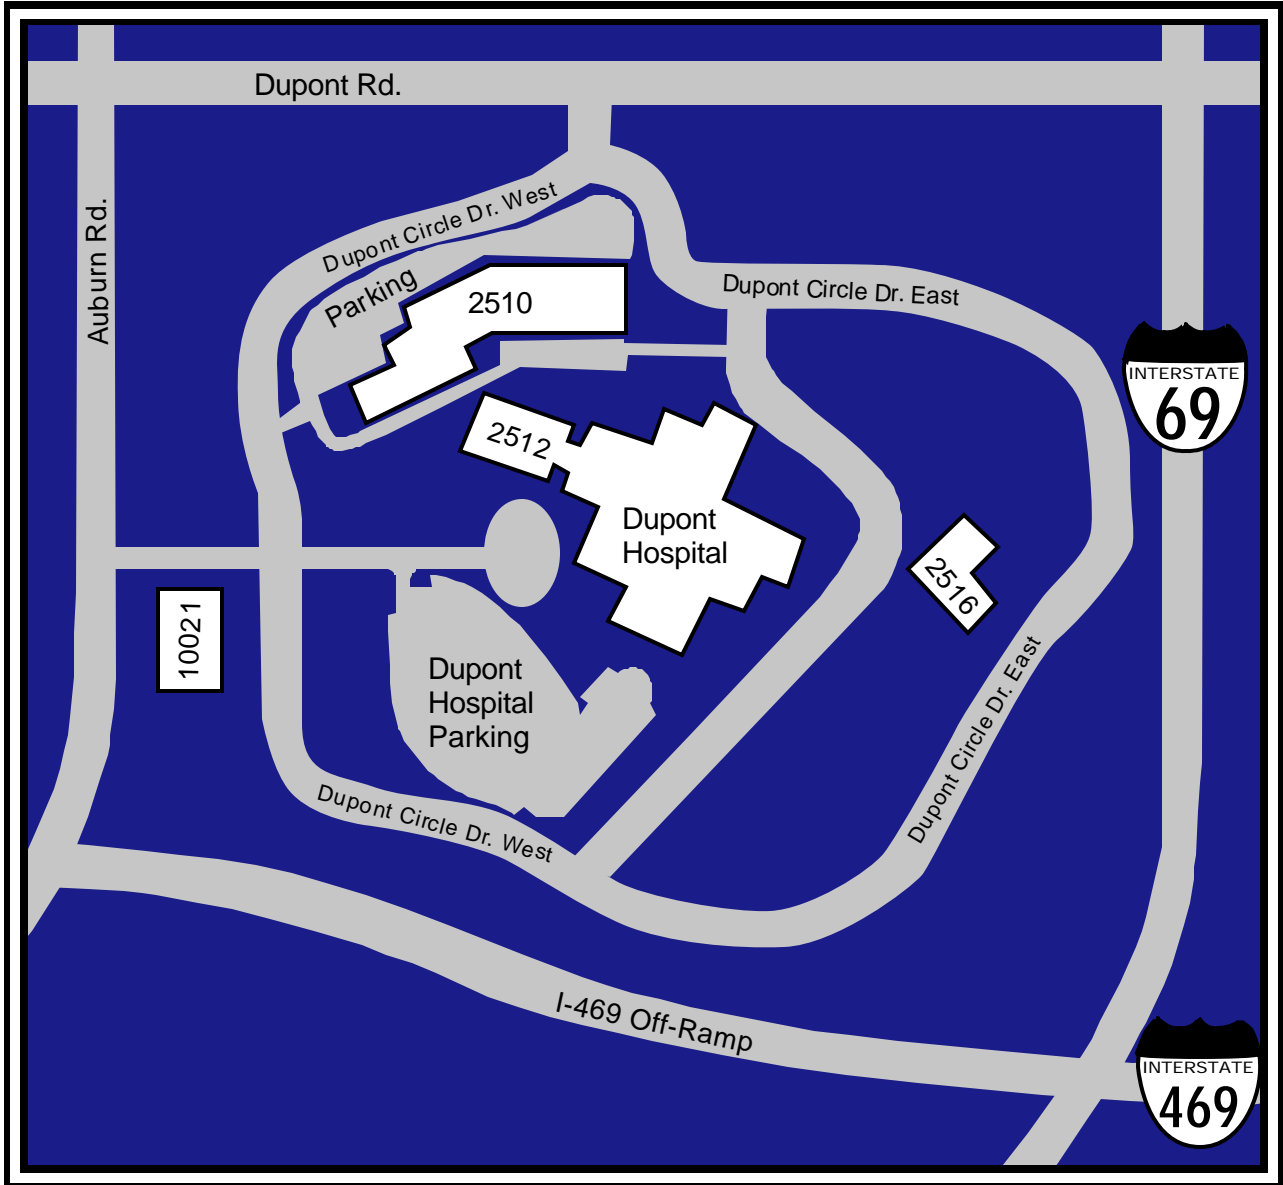 Dupont Rd.
Dupont Circle Dr. West
Auburn Rd.
Parking
2510
Dupont Circle Dr. East
INTERSTATE
69
2512
Dupont
Hospital
2516
10021
Dupont
Hospital
Parking
Dupont Circle Dr. East
Dupont Circle Dr. West
I-469 Off-Ramp
INTERSTATE
469